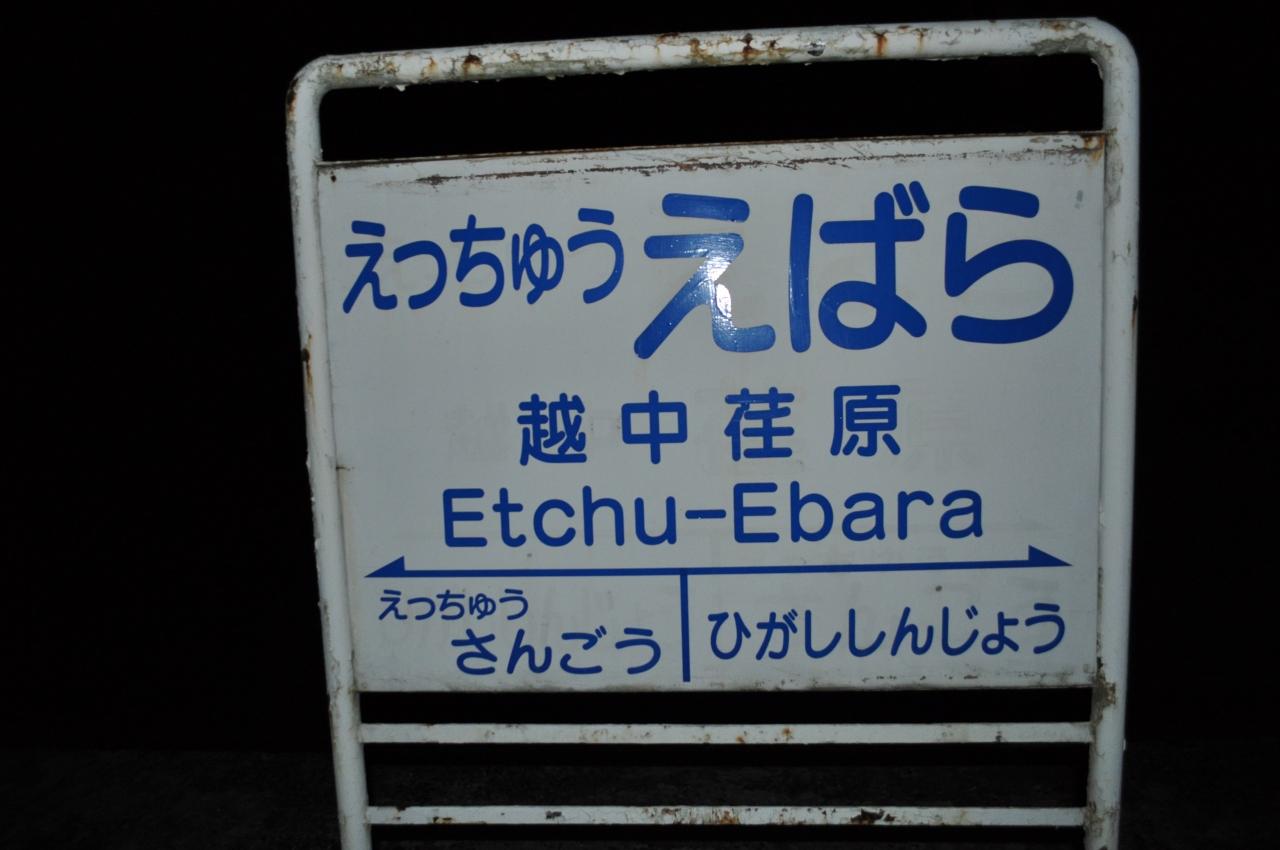 えっちゅうえばら
越中荏原
Etchu-Ebara
えっちゅう
さんごう
ひがししんじょう